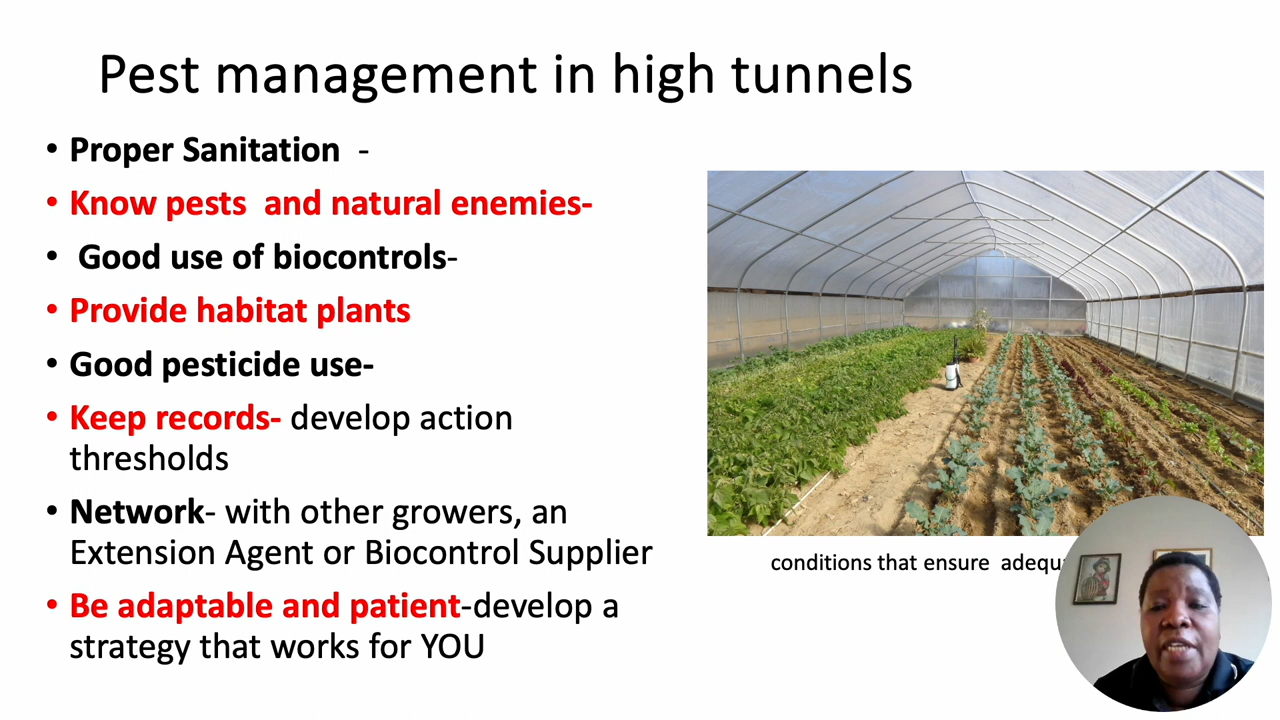 Pest management in high tunnels
• Proper Sanitation -
• Know pests and natural enemies-
• Good use of biocontrols-
• Provide habitat plants
• Good pesticide use-
• Keep records- develop action
thresholds
• Network- with other growers, an
Extension Agent or Biocontrol Supplier
• Be adaptable and patient-develop a
strategy that works for YOU
conditions that ensure